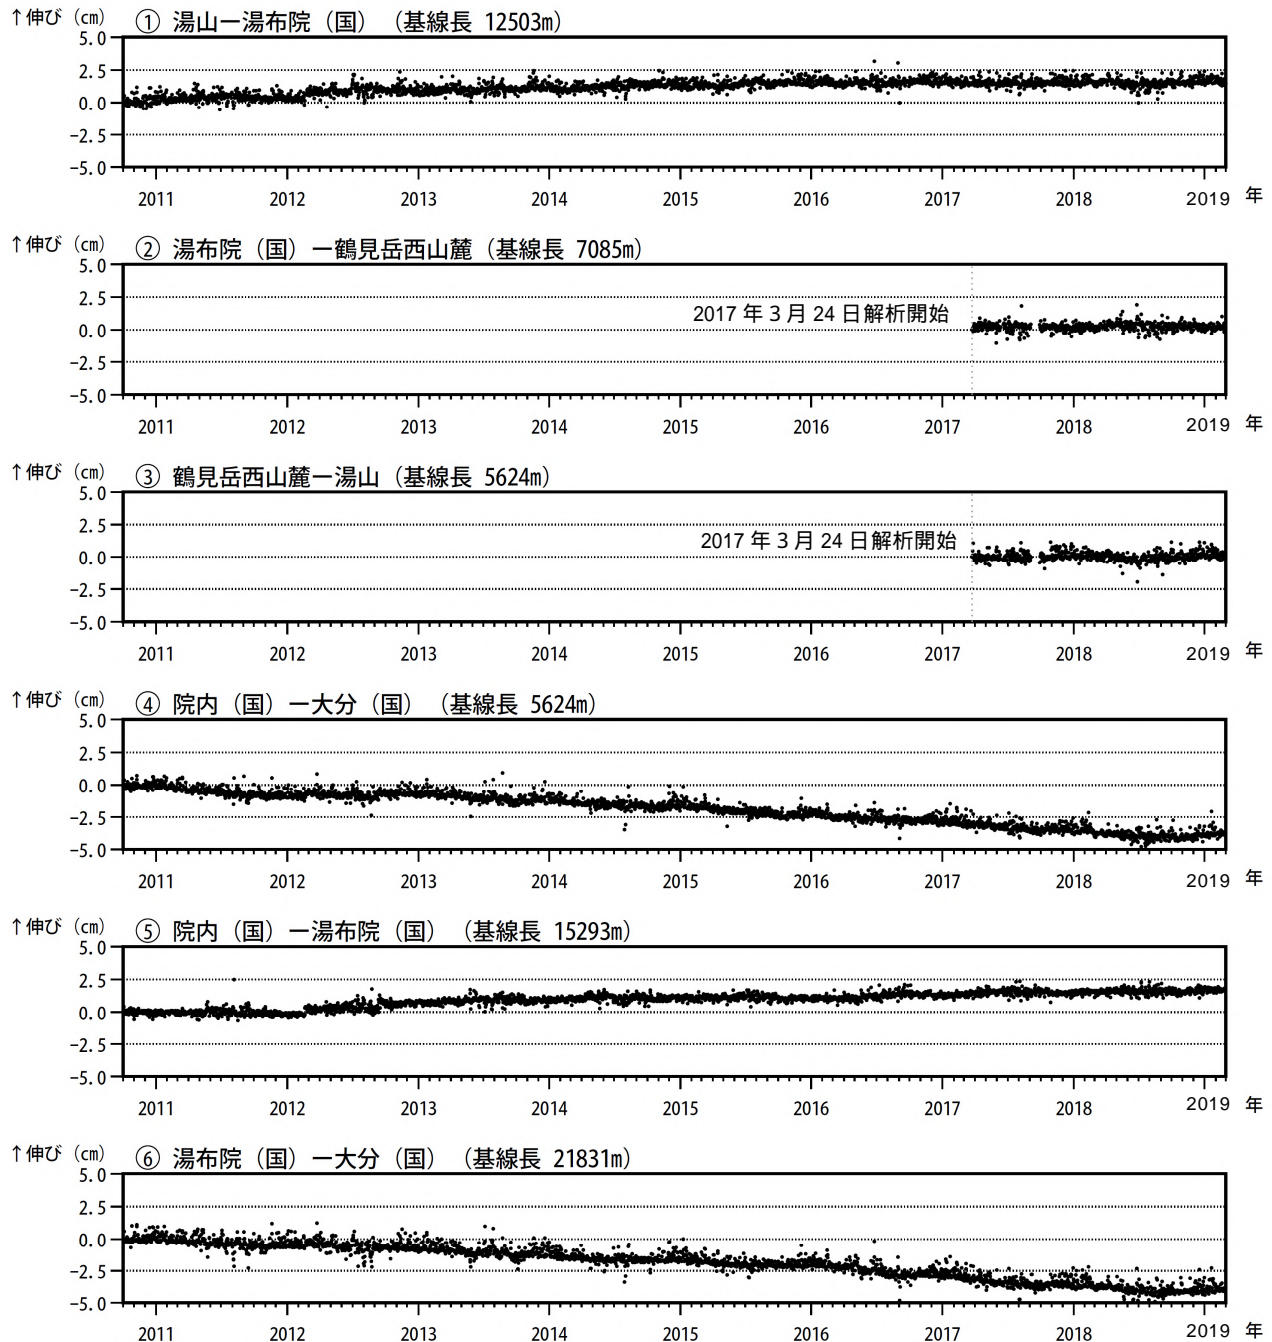 ↑伸び（㎝） ① 湯山ー湯布院（国）（基線長 12503m）
5.0
2.5
0.0
−2.5
−5.0
2011 2012 2013 2014 2015 2016 2017 2018 2019 年
↑伸び（㎝） ② 湯布院（国）ー鶴見岳西山麓（基線長 7085m）
5.0
2.5
2017 年 3 月 24 日解析開始
0.0
−2.5
−5.0
2011 2012 2013 2014 2015 2016 2017 2018 2019 年
↑伸び（㎝） ③ 鶴見岳西山麓ー湯山（基線長 5624m）
5.0
2.5
2017 年 3 月 24 日解析開始
0.0
−2.5
−5.0
2011 2012 2013 2014 2015 2016 2017 2018 2019 年
↑伸び（㎝） ④ 院内（国）ー大分（国）（基線長 5624m）
5.0
2.5
0.0
−2.5
−5.0
2011 2012 2013 2014 2015 2016 2017 2018 2019 年
↑伸び（㎝） ⑤ 院内（国）ー湯布院（国）（基線長 15293m）
5.0
2.5
0.0
−2.5
−5.0
2011 2012 2013 2014 2015 2016 2017 2018 2019 年
↑伸び（㎝） ⑥ 湯布院（国）ー大分（国）（基線長 21831m）
5.0
2.5
0.0
−2.5
−5.0
2011 2012 2013 2014 2015 2016 2017 2018 2019 年